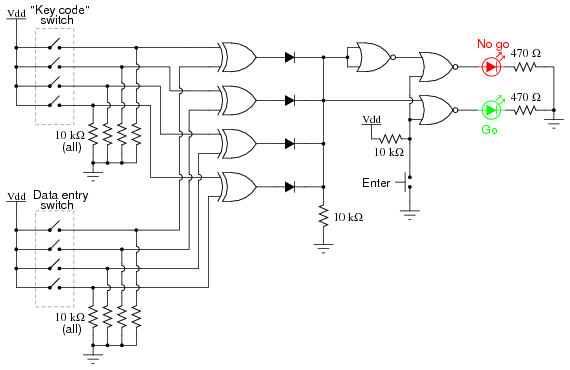 Vdd
"Key code"
switch
10 kΩ
(all)
No go
470 Ω
470 Ω
Go
Vdd
10 kΩ
Enter
10 kΩ
Vdd
Data entry
switch
10 kΩ
(all)